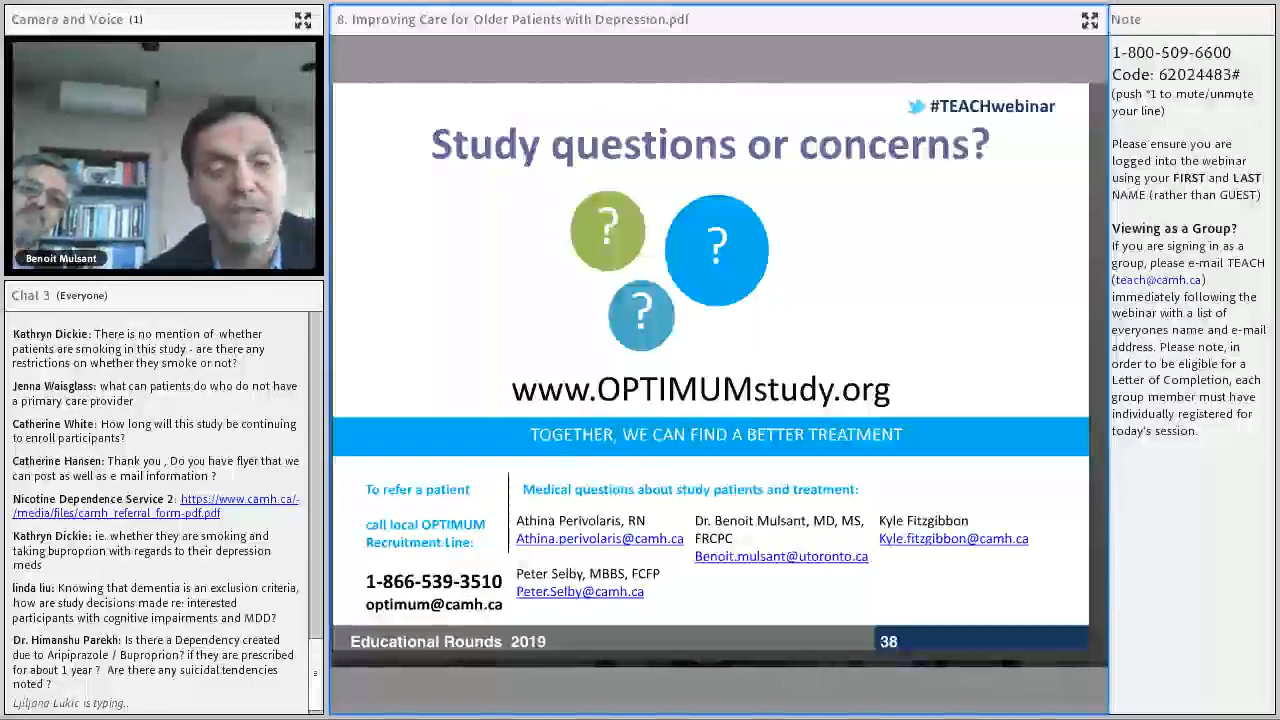 Camara and Voice (1)
Benoit Mulsant
Chat 3 (Everyone)
Kathryn Dickie: There is no mention of whether
patients are smoking in this study - are there any
restrictions on whether they smoke or not?
Jenna Waisglass: what can patients do who do not have
a primary care provider
Catherine White: How long will this study be continuing
to enroll participants?
Catherine Hansen: Thank you , Do you have flyer that we
can post as well as e mail information ?
Nicotine Dependence Service 2: https://www.camh.ca/-
/media/files/camh_referral_form-pdf.pdf
Kathryn Dickie: ie. whether they are smoking and
taking buproprion with regards to their depression
meds
linda liu: Knowing that dementia is an exclusion criteria,
how are study decisions made re: interested
participants with cognitive impairments and MDD?
Dr. Himanshu Parekh: Is there a Dependency created
due to Aripiprazole / Buproprion? if they are prescribed
for about 1 year ? Are there any suicidal tendencies
noted ?
Ljiljana Lukic is typing..
8. Improving Care for Older Patients with Depression.pdf
#TEACHwebinar
Study questions or concerns?
?
?
?
www.OPTIMUMstudy.org
TOGETHER, WE CAN FIND A BETTER TREATMENT
To refer a patient
call local OPTIMUM
Recruitment Line:
1-866-539-3510
optimum@camh.ca
Medical questions about study patients and treatment:
Athina Perivolaris, RN
Athina.perivolaris@camh.ca
Peter Selby, MBBS, FCFP
Peter.Selby@camh.ca
Dr. Benoit Mulsant, MD, MS,
FRCPC
Benoit.mulsant@utoronto.ca
Kyle Fitzgibbon
Kyle.fitzgibbon@camh.ca
Educational Rounds 2019
38
Note
1-800-509-6600
Code: 62024483#
(push *1 to mute/unmute
your line)
Please ensure you are
logged into the webinar
using your FIRST and LAST
NAME (rather than GUEST)
Viewing as a Group?
If you are signing in as a
group, please e-mail TEACH
(teach@camh.ca)
immediately following the
webinar with a list of
everyones name and e-mail
address. Please note, in
order to be eligible for a
Letter of Completion, each
group member must have
individually registered for
today's session.